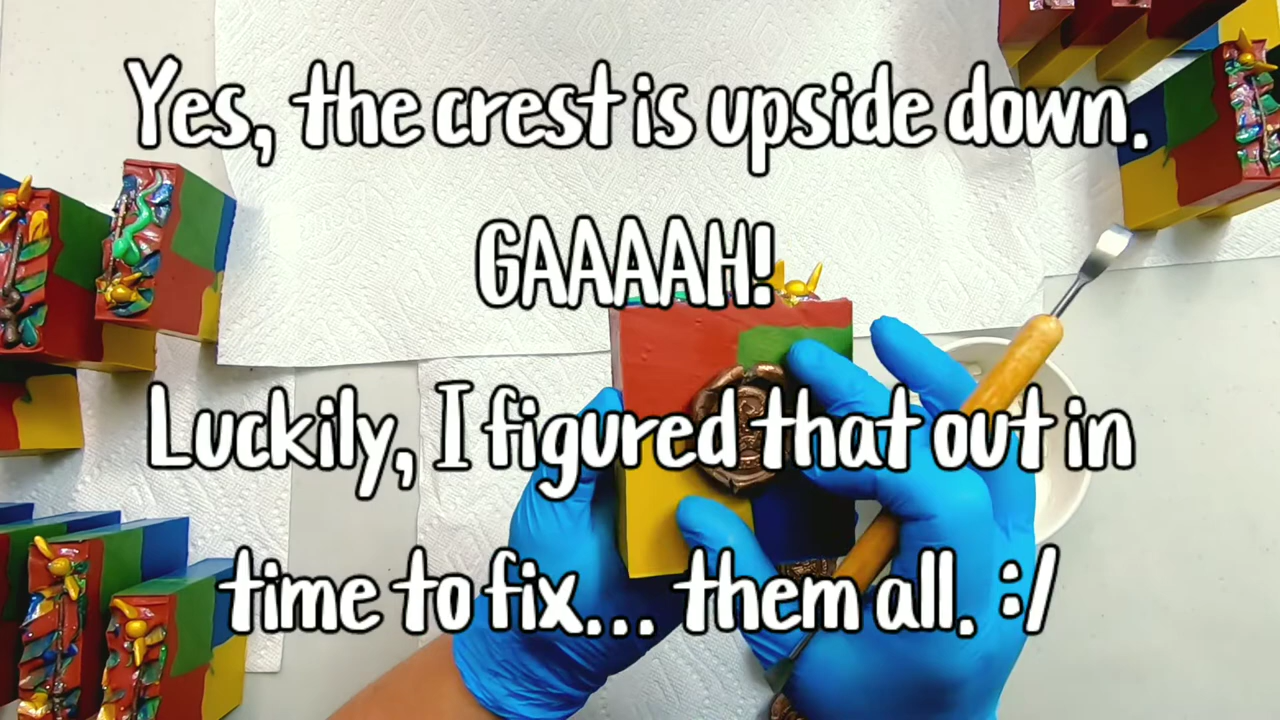 Yes, the crest is upside down.
GAAAAH!
Luckily, I figured that out in
time to fix... them all. :/